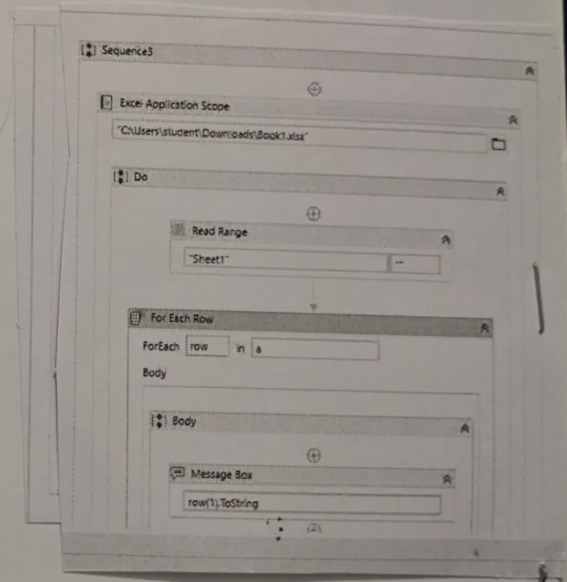 Sequence3
Excel Application Scope
"C:\Users\student\Downloads\Book1.xlsx"
Do
Read Range
"Sheet1" ""
For Each Row
ForEach row in a
Body
Body
Message Box
row(1).ToString